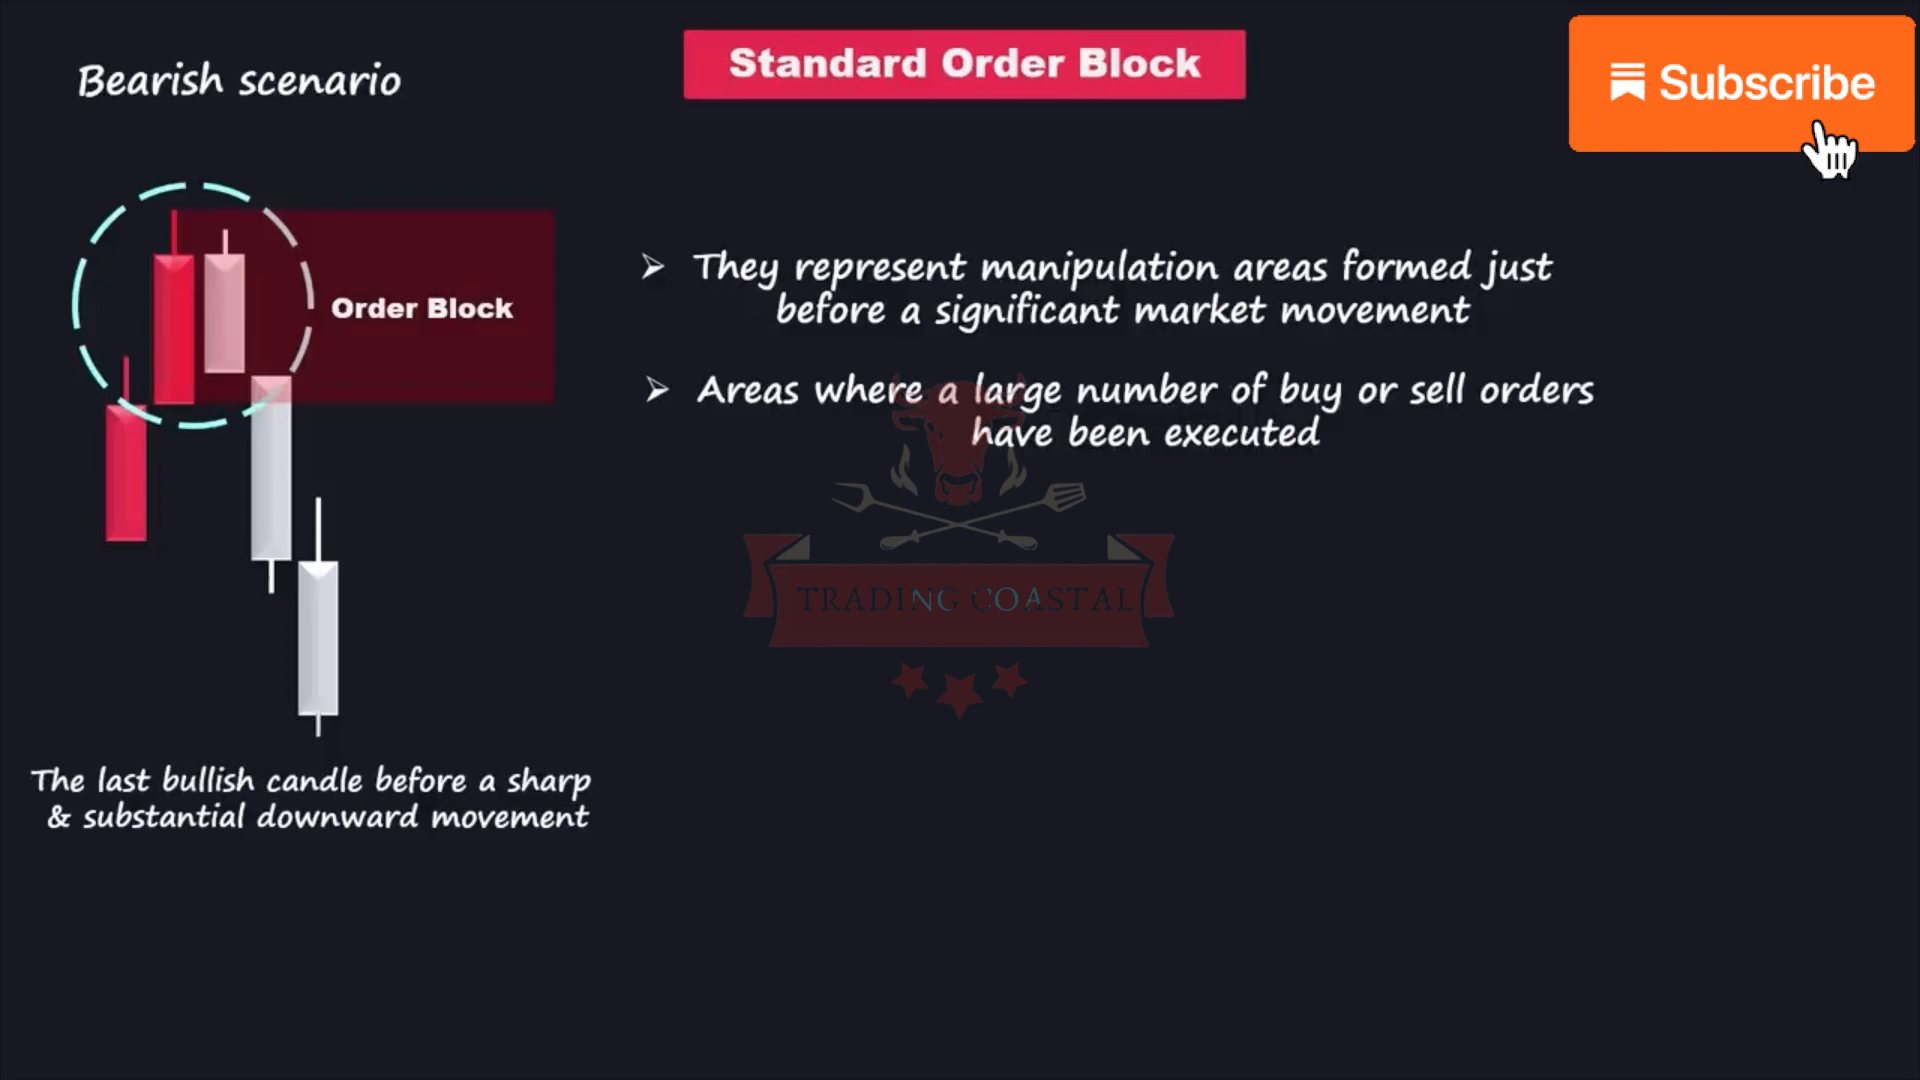 Bearish scenario
Standard Order Block
Subscribe
Order Block
They represent manipulation areas formed just
before a significant market movement
Areas where a large number of buy or sell orders
have been executed
TRADING COASTAL
The last bullish candle before a sharp
& substantial downward movement